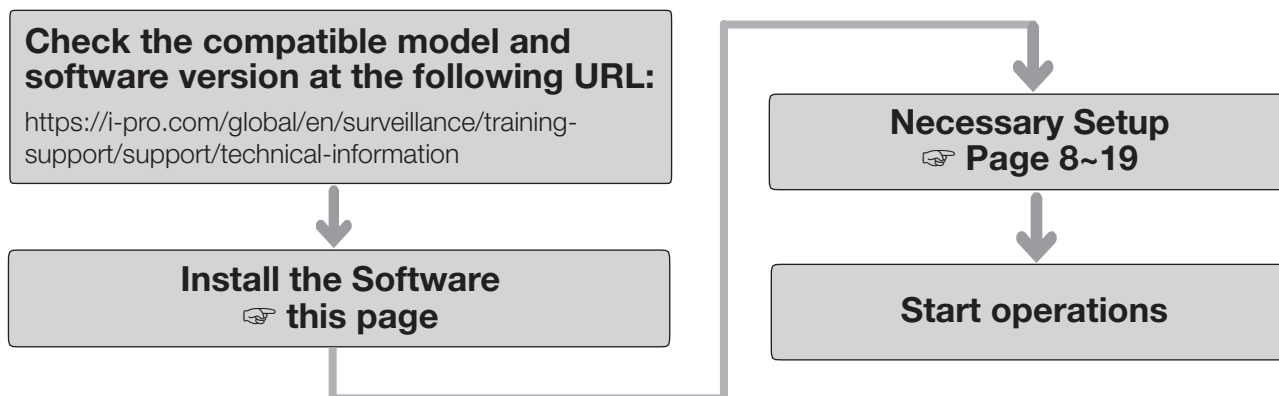 Check the compatible model and
software version at the following URL:
https://i-pro.com/global/en/surveillance/training-
support/support/technical-information
Install the Software
☞ this page
Necessary Setup
☞ Page 8~19
Start operations